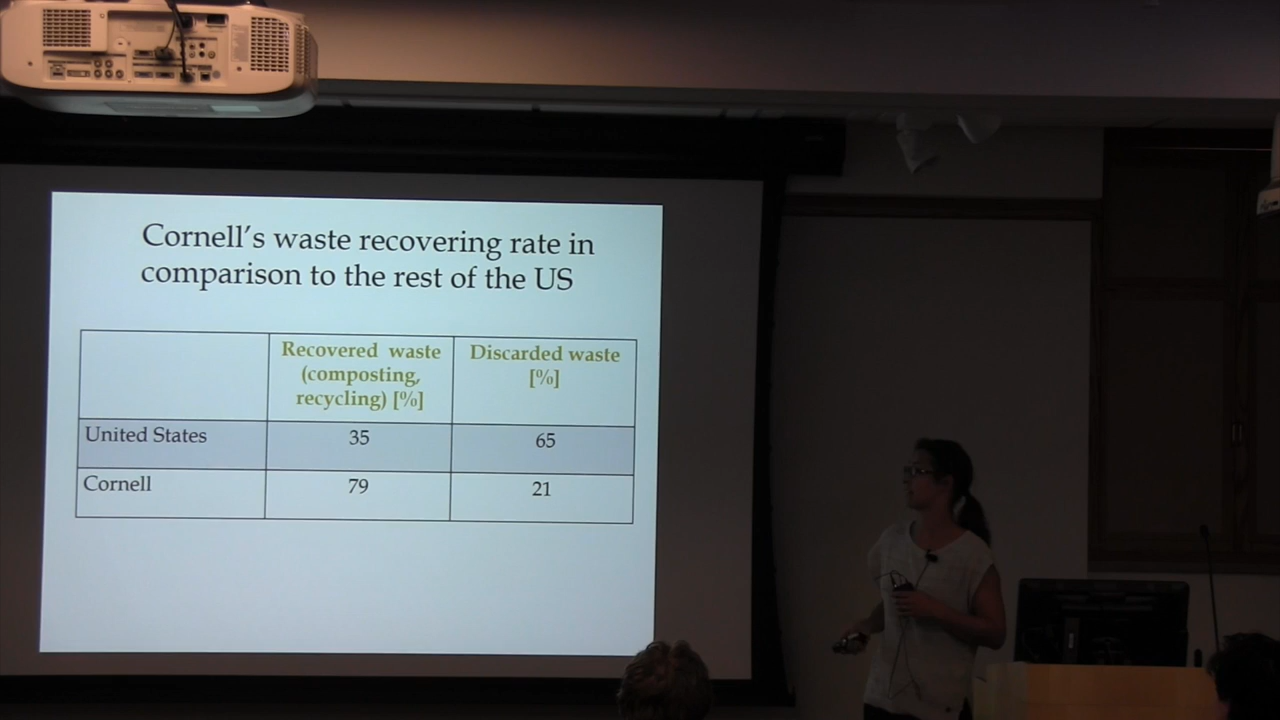 Cornell's waste recovering rate in
comparison to the rest of the US
Recovered waste
(composting,
recycling) [%]
Discarded waste
[%]
United States 35 65
Cornell 79 21